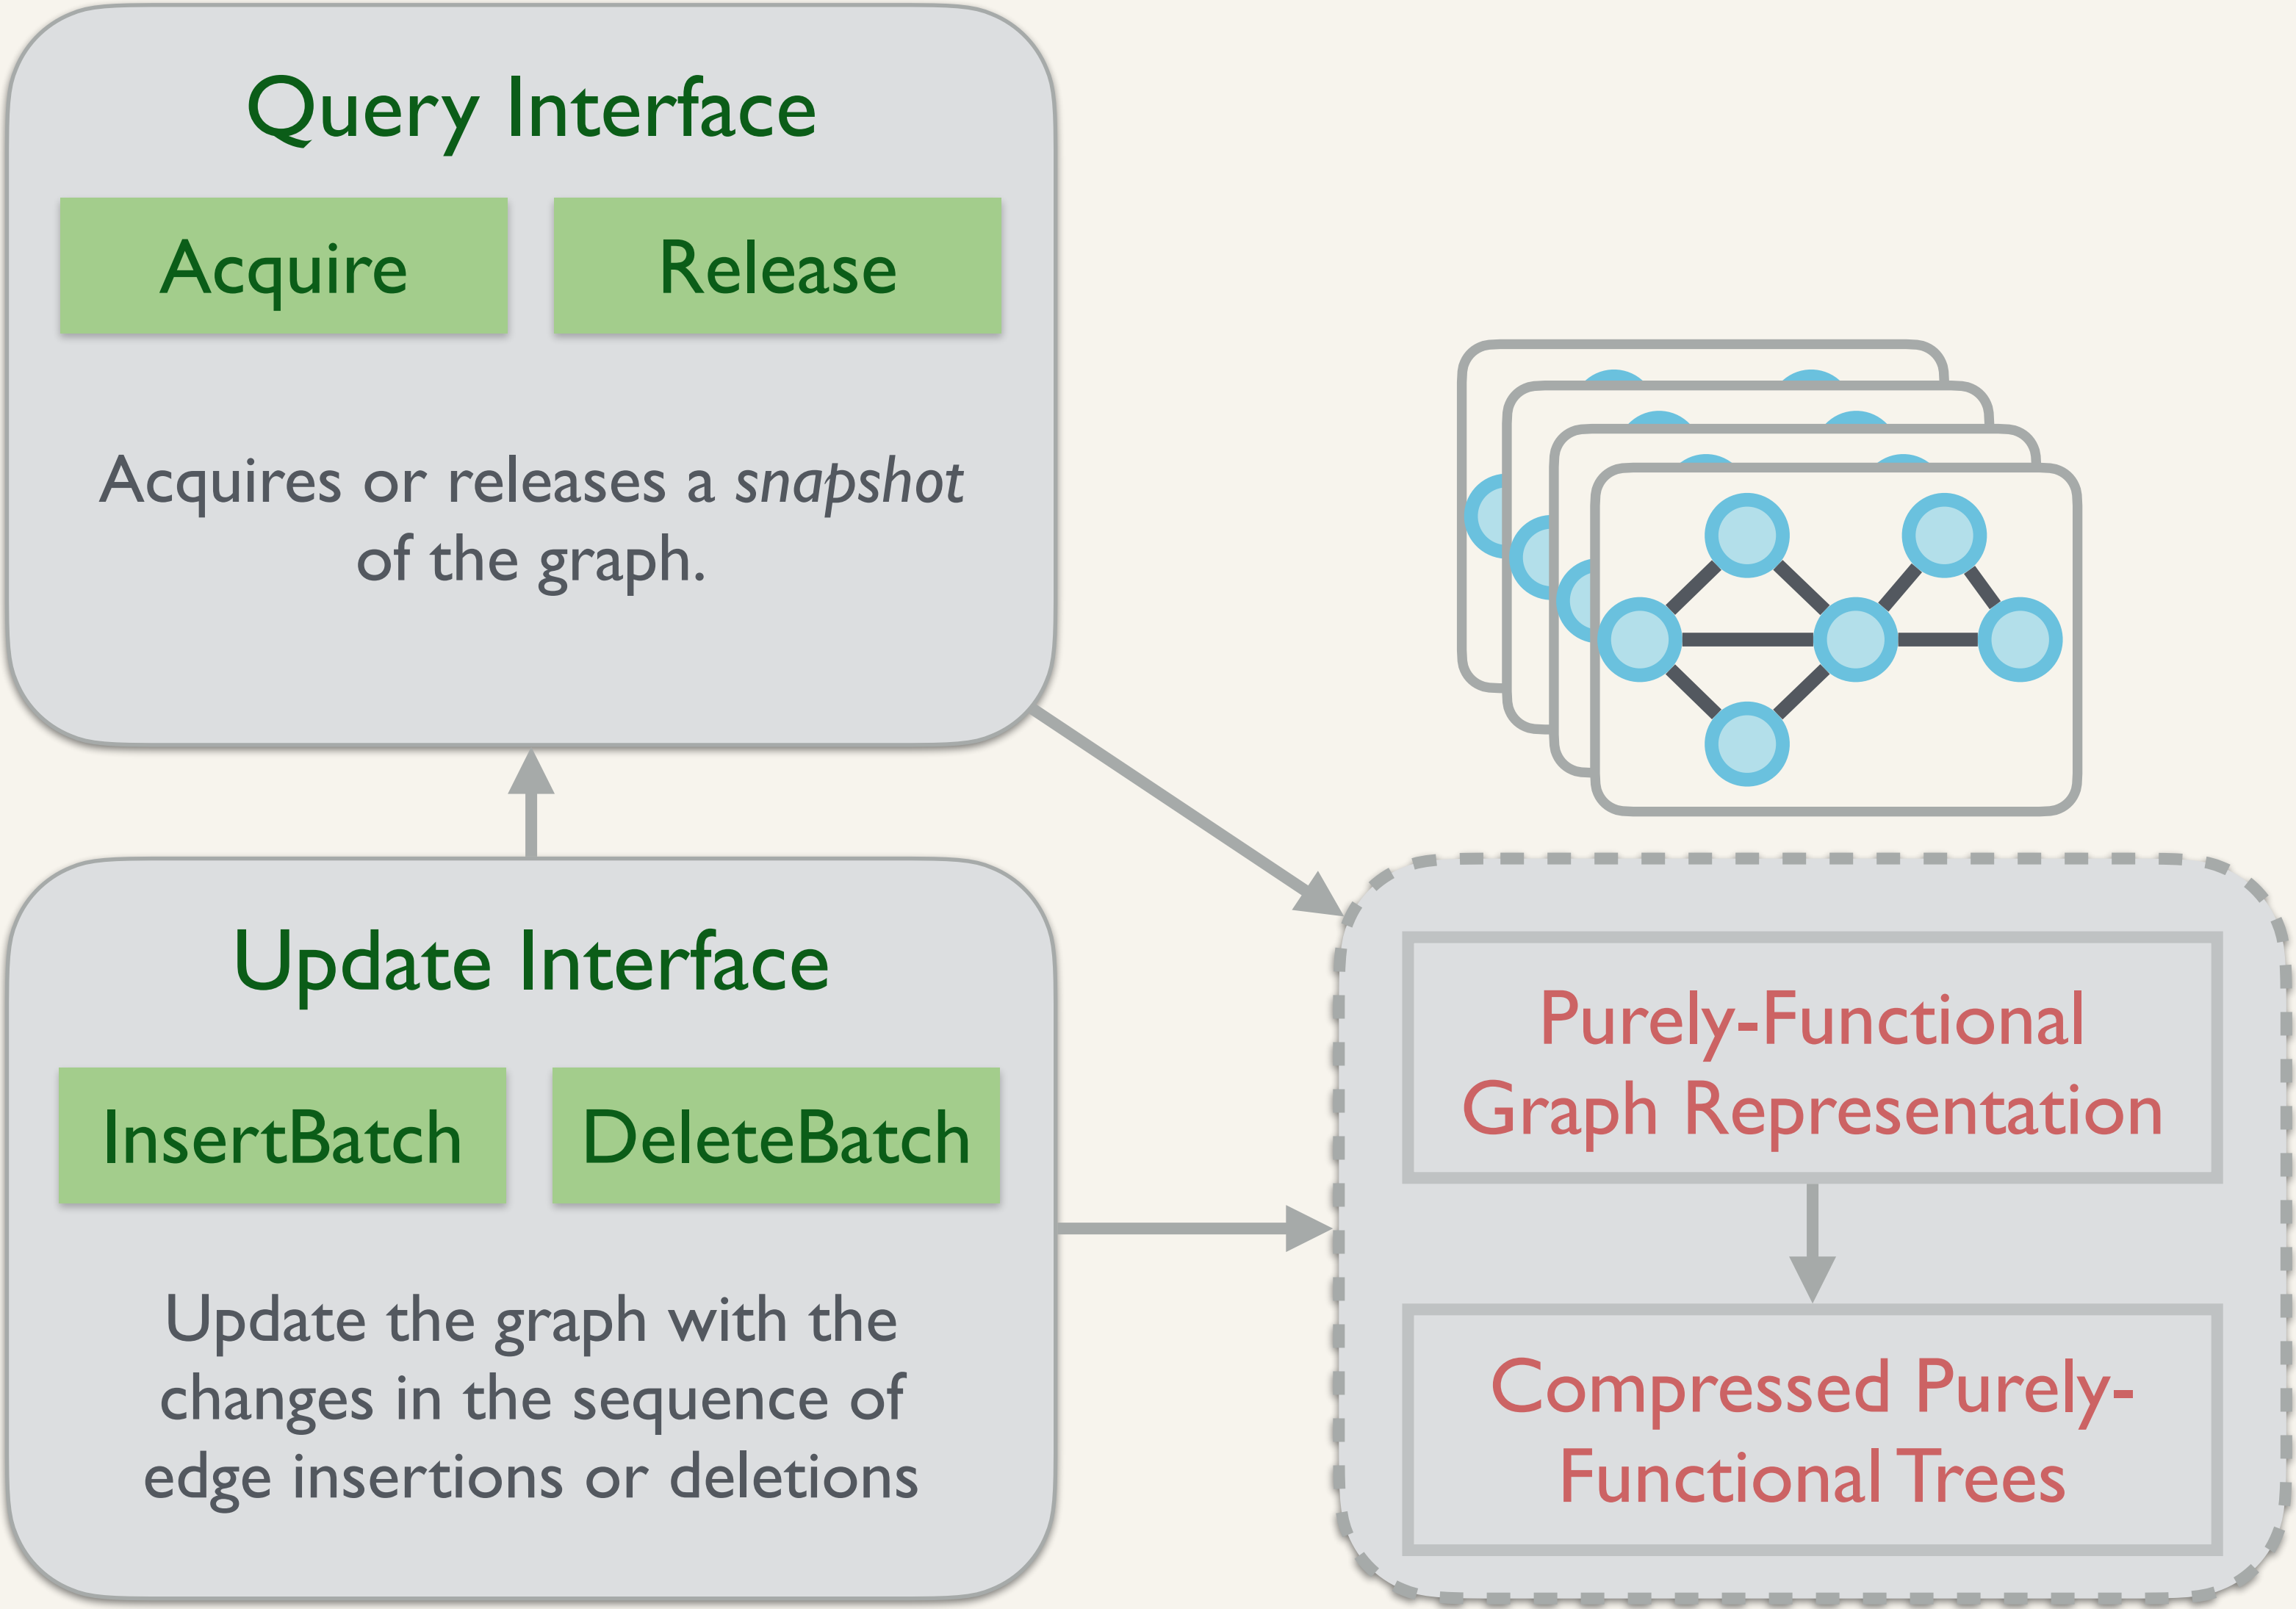 Query Interface
Acquire
Release
Acquires or releases a snapshot
of the graph.
Update Interface
InsertBatch
DeleteBatch
Update the graph with the
changes in the sequence of
edge insertions or deletions
Purely-Functional
Graph Representation
Compressed Purely-
Functional Trees